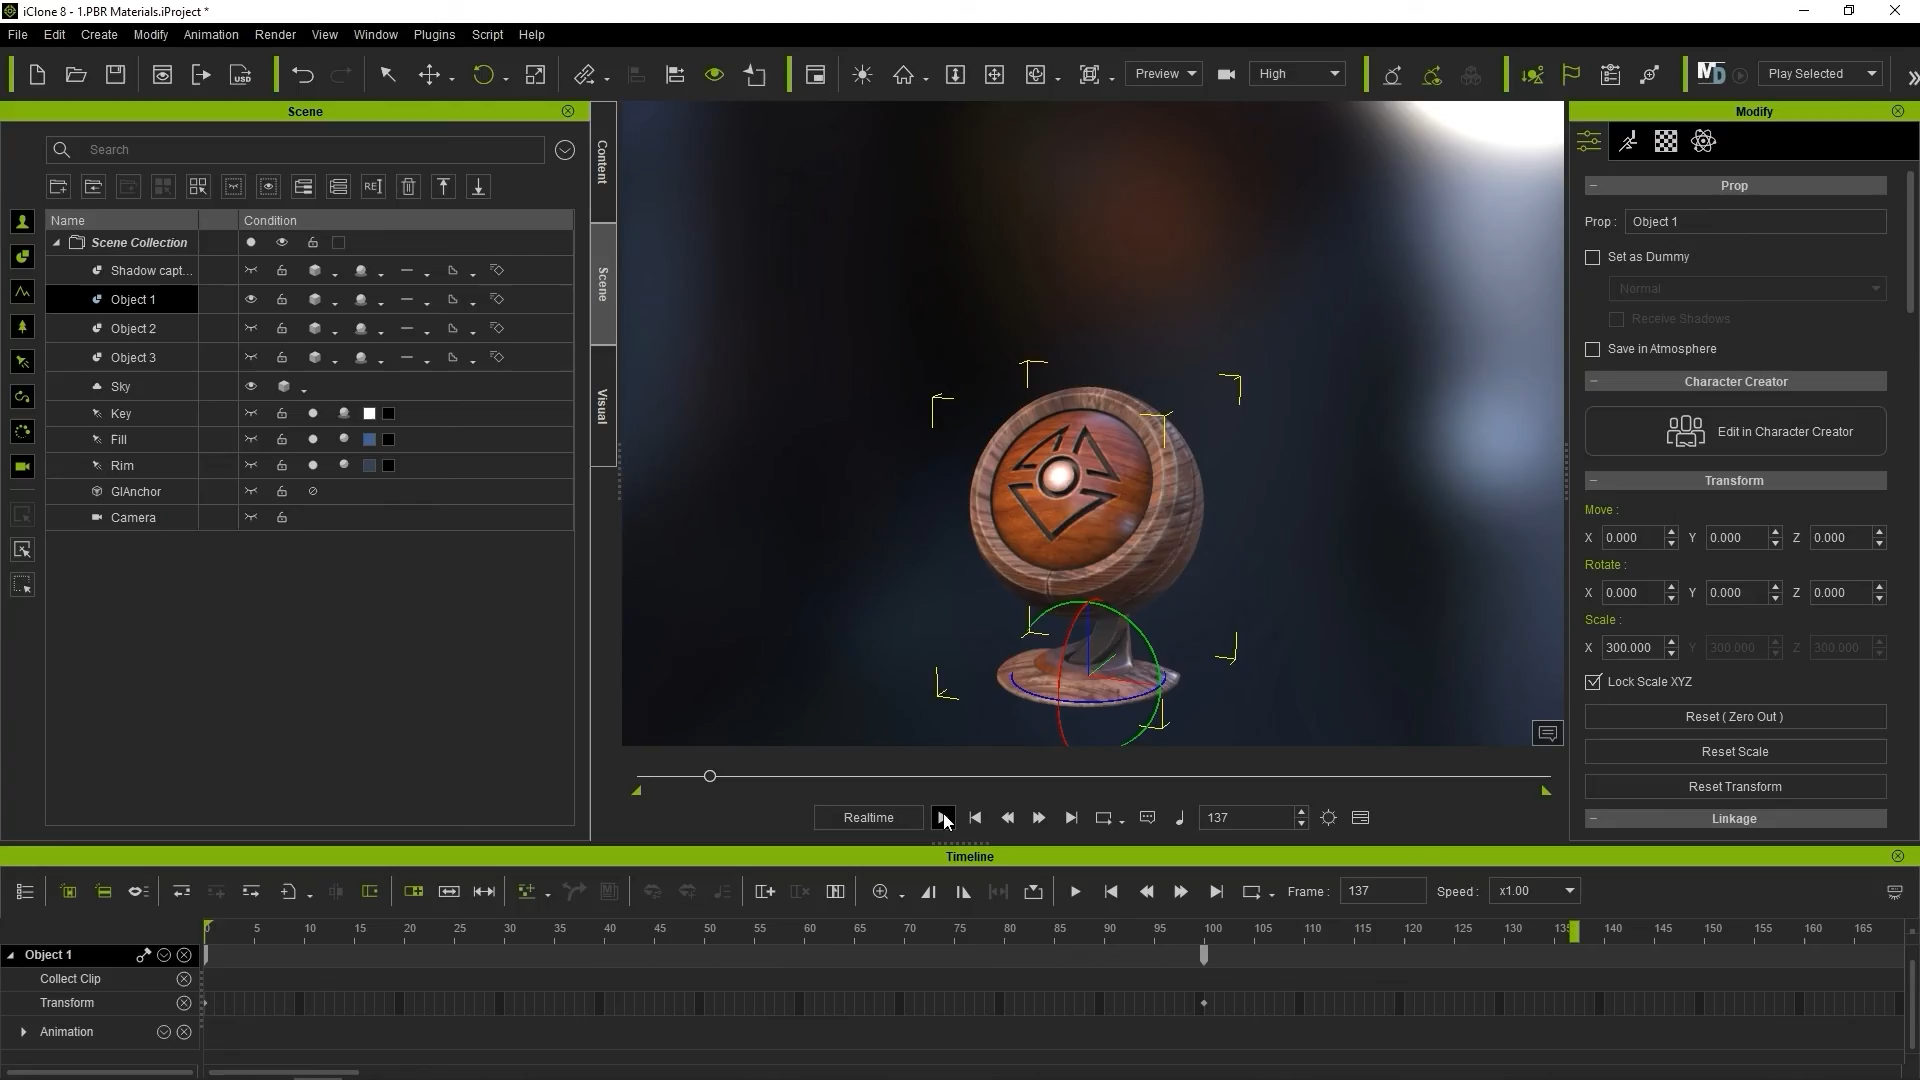 iClone 8 - 1.PBR Materials.iProject *
File Edit Create Modify Animation Render View Window Plugins Script Help
USD
Preview
High
MD
Play Selected
Scene
Search
RE
Name Condition
Scene Collection
Shadow capt...
Object 1
Object 2
Object 3
Sky
Key
Fill
Rim
GIAnchor
Camera
Content
Scene
Visual
Modify
Prop
Prop : Object 1
Set as Dummy
Normal
Receive Shadows
Save in Atmosphere
Character Creator
Edit in Character Creator
Transform
Move :
X 0.000 Y 0.000 Z 0.000
Rotate :
X 0.000 Y 0.000 Z 0.000
Scale :
X 300.000 Y 300.000 Z 300.000
Lock Scale XYZ
Reset ( Zero Out )
Reset Scale
Reset Transform
Linkage
Realtime
137
Timeline
Frame : 137 Speed : x1.00
0 5 10 15 20 25 30 35 40 45 50 55 60 65 70 75 80 85 90 95 100 105 110 115 120 125 130 135 140 145 150 155 160 165
Object 1
Collect Clip
Transform
Animation